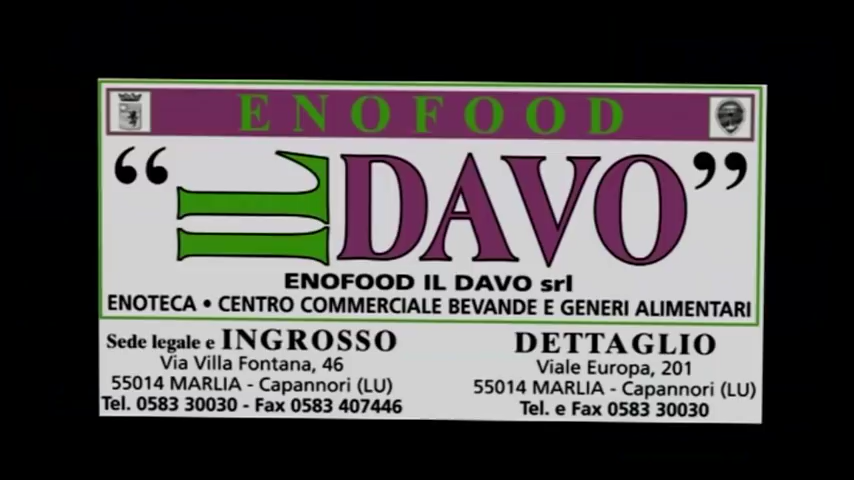 ENOFOOD
“IL DAVO”
ENOFOOD IL DAVO srl
ENOTECA • CENTRO COMMERCIALE BEVANDE E GENERI ALIMENTARI
Sede legale e INGROSSO
Via Villa Fontana, 46
55014 MARLIA - Capannori (LU)
Tel. 0583 30030 - Fax 0583 407446
DETTAGLIO
Viale Europa, 201
55014 MARLIA - Capannori (LU)
Tel. e Fax 0583 30030